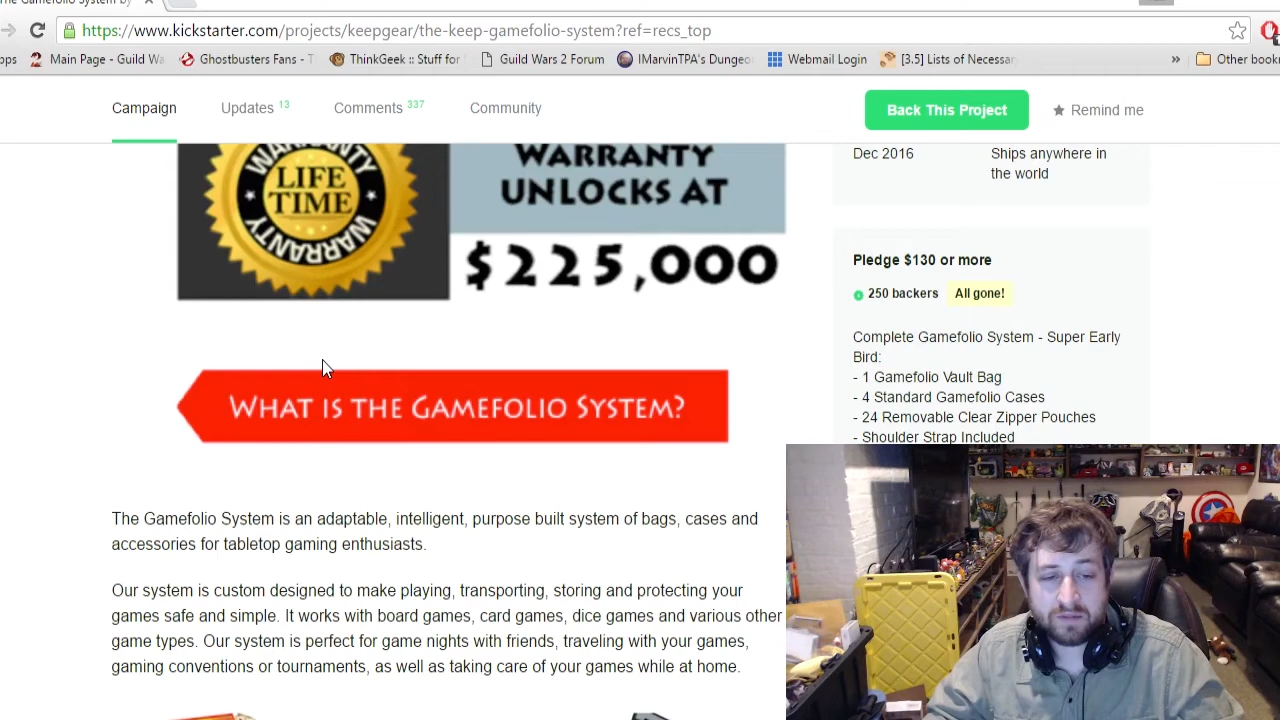 The Gamefolio System by
https://www.kickstarter.com/projects/keepgear/the-keep-gamefolio-system?ref=recs_top
pps Main Page - Guild Wa Ghostbusters Fans - T ThinkGeek :: Stuff for Guild Wars 2 Forum IMarvinTPA's Dungeo Webmail Login [3.5] Lists of Necessar » Other book
Campaign Updates 13 Comments 337 Community Back This Project Remind me
WARRANTY
LIFE
TIME
WARRANTY
WARRANTY
UNLOCKS AT
$225,000
Dec 2016 Ships anywhere in
the world
Pledge $130 or more
250 backers All gone!
Complete Gamefolio System - Super Early
Bird:
- 1 Gamefolio Vault Bag
- 4 Standard Gamefolio Cases
- 24 Removable Clear Zipper Pouches
- Shoulder Strap Included
What is the Gamefolio System?
The Gamefolio System is an adaptable, intelligent, purpose built system of bags, cases and
accessories for tabletop gaming enthusiasts.
Our system is custom designed to make playing, transporting, storing and protecting your
games safe and simple. It works with board games, card games, dice games and various other
game types. Our system is perfect for game nights with friends, traveling with your games,
gaming conventions or tournaments, as well as taking care of your games while at home.